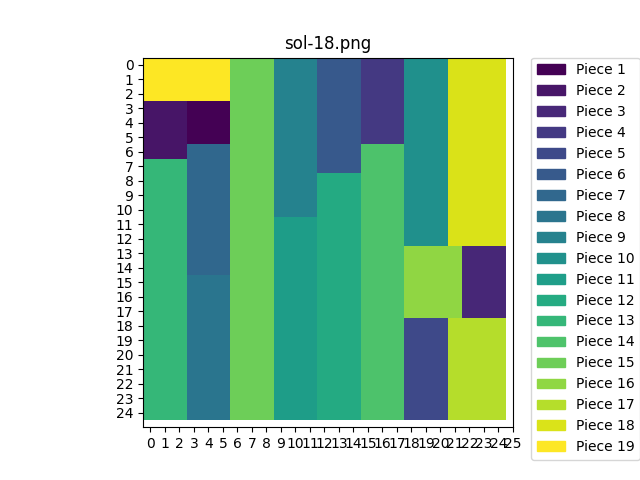 sol-18.png
0
1
2
3
4
5
6
7
8
9
10
11
12
13
14
15
16
17
18
19
20
21
22
23
24
0 1 2 3 4 5 6 7 8 9 10 11 12 13 14 15 16 17 18 19 20 21 22 23 24 25
Piece 1
Piece 2
Piece 3
Piece 4
Piece 5
Piece 6
Piece 7
Piece 8
Piece 9
Piece 10
Piece 11
Piece 12
Piece 13
Piece 14
Piece 15
Piece 16
Piece 17
Piece 18
Piece 19